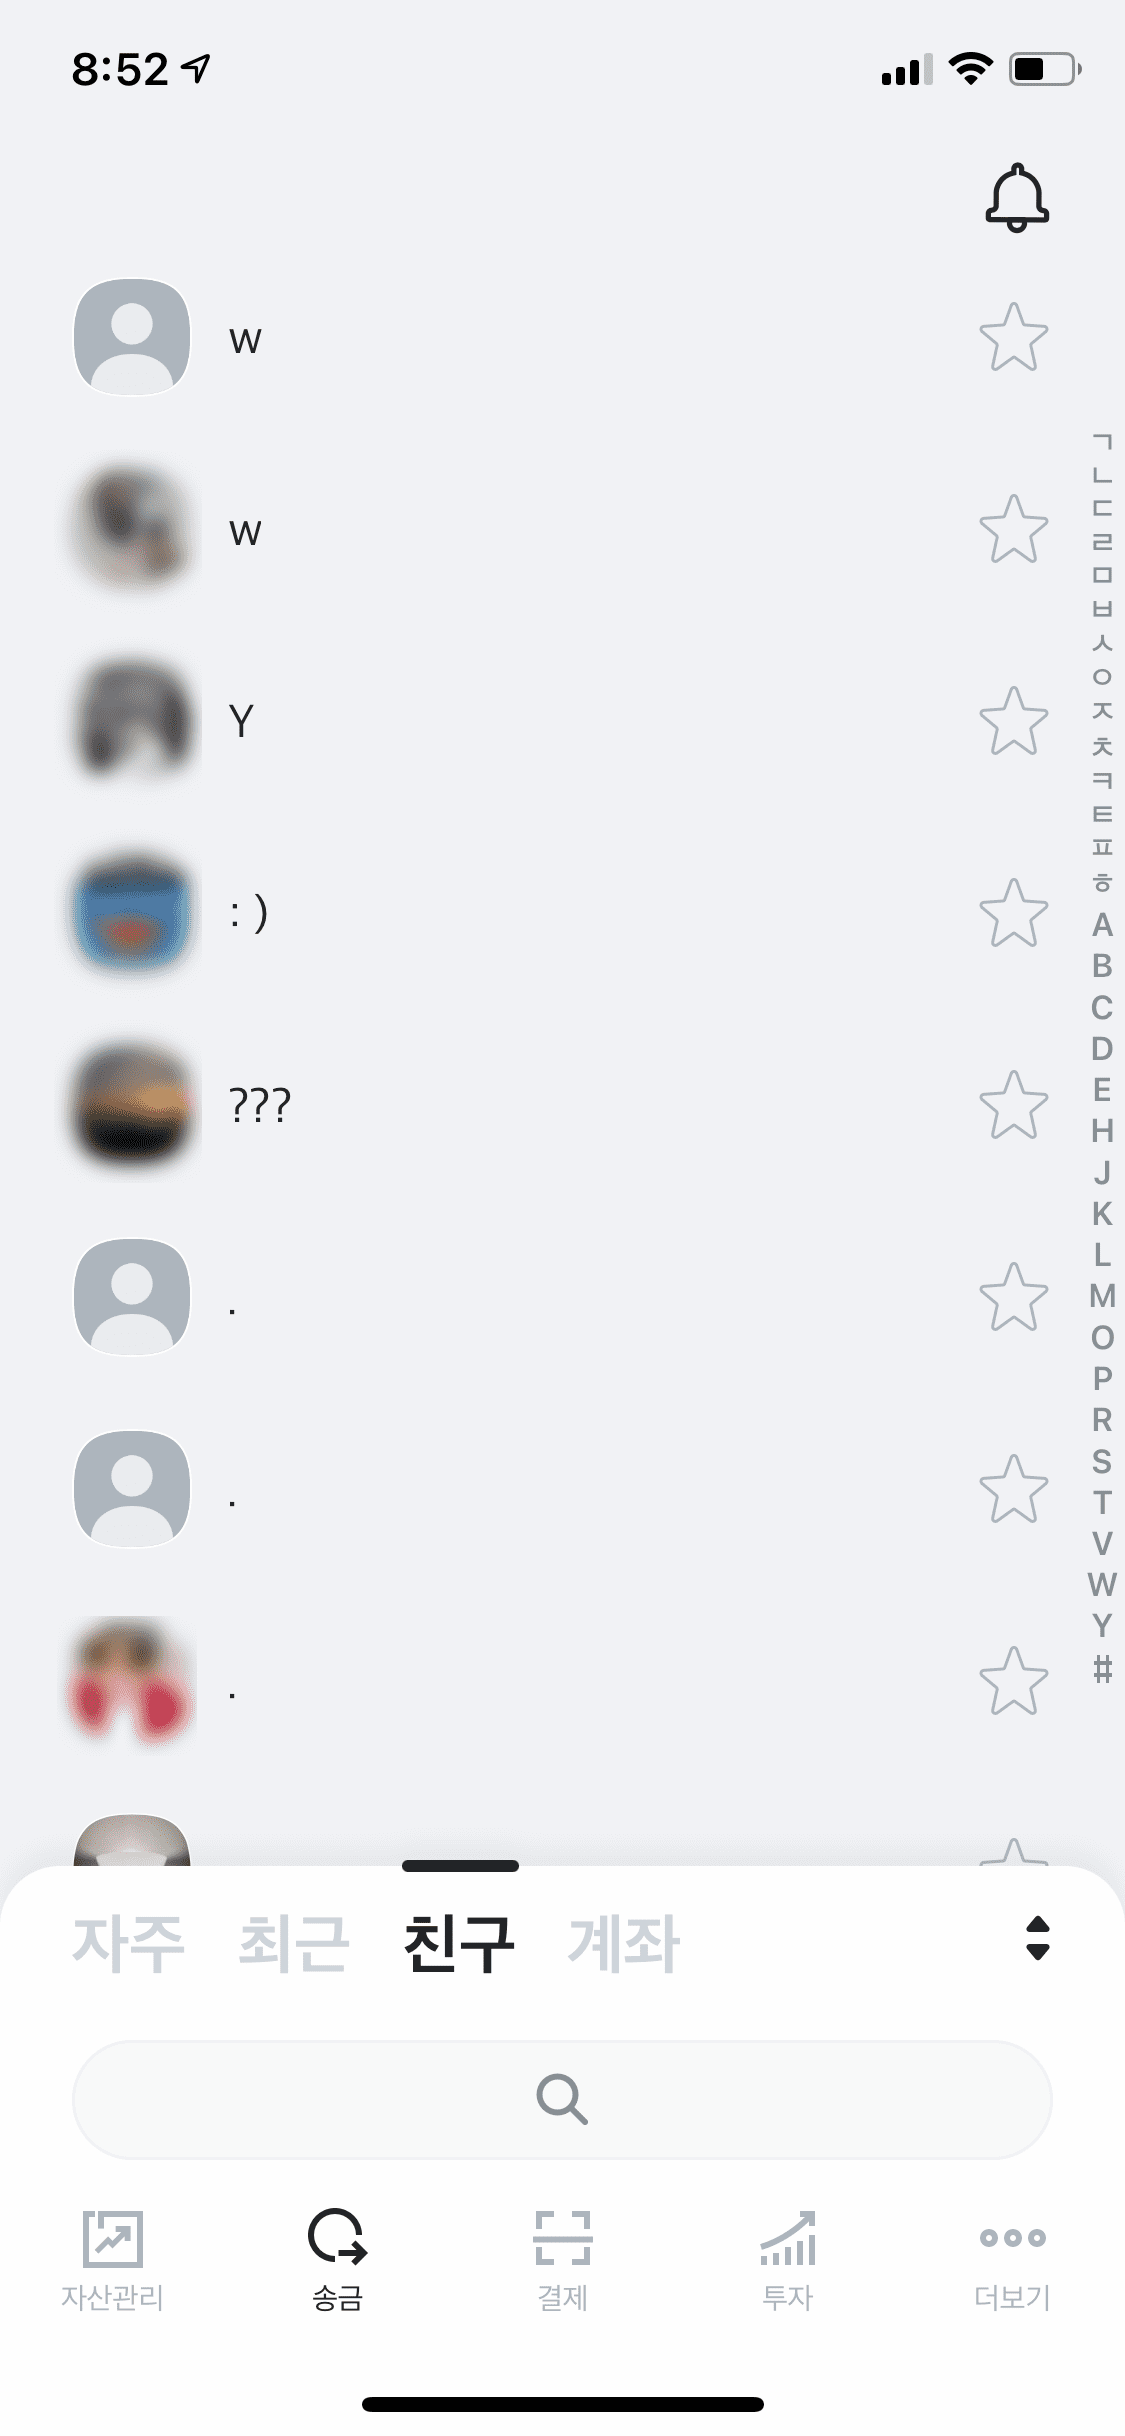 8:52
w
w
Y
: )
???
.
.
.
ㄱ
ㄴ
ㄷ
ㄹ
ㅁ
ㅂ
ㅅ
ㅇ
ㅈ
ㅊ
ㅋ
ㅌ
ㅍ
ㅎ
A
B
C
D
E
H
J
K
L
M
O
P
R
S
T
V
W
Y
#
자주 최근 친구 계좌
자산관리 송금 결제 투자 더보기